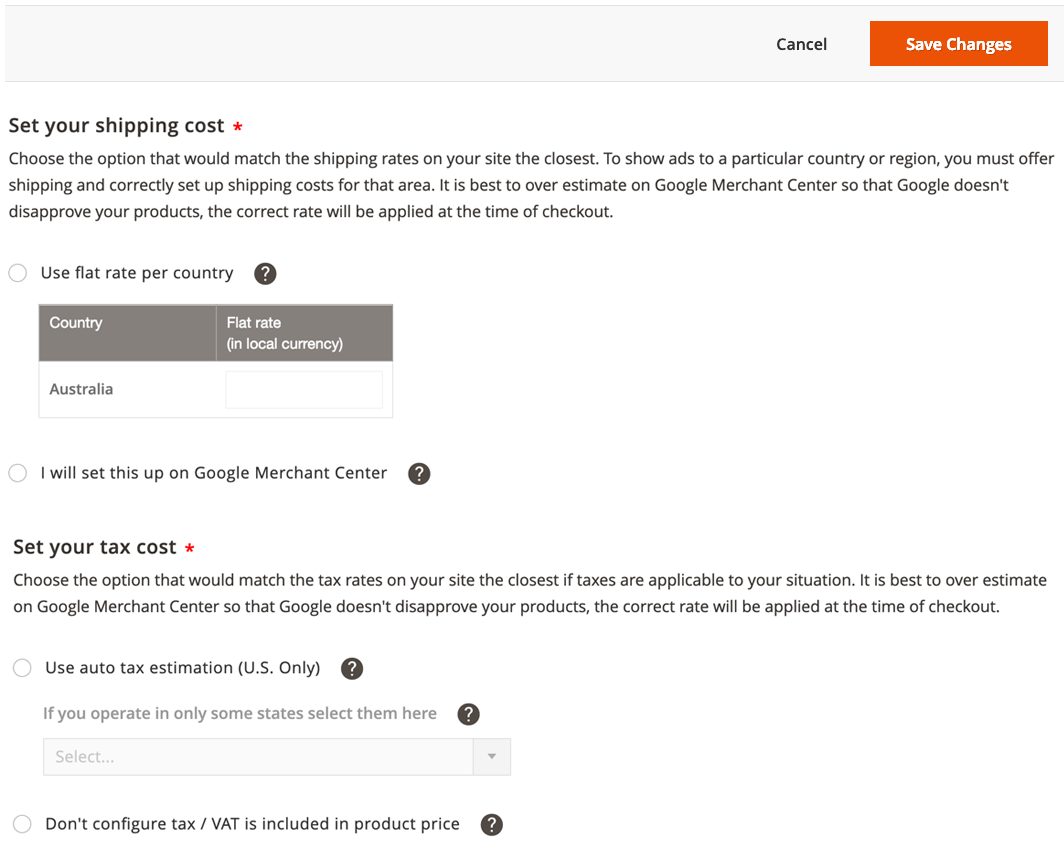 Cancel
Save Changes
Set your shipping cost *
Choose the option that would match the shipping rates on your site the closest. To show ads to a particular country or region, you must offer
shipping and correctly set up shipping costs for that area. It is best to over estimate on Google Merchant Center so that Google doesn't
disapprove your products, the correct rate will be applied at the time of checkout.
Use flat rate per country ?
Country
Flat rate
(in local currency)
Australia
I will set this up on Google Merchant Center ?
Set your tax cost *
Choose the option that would match the tax rates on your site the closest if taxes are applicable to your situation. It is best to over estimate
on Google Merchant Center so that Google doesn't disapprove your products, the correct rate will be applied at the time of checkout.
Use auto tax estimation (U.S. Only) ?
If you operate in only some states select them here ?
Select...
Don't configure tax / VAT is included in product price ?